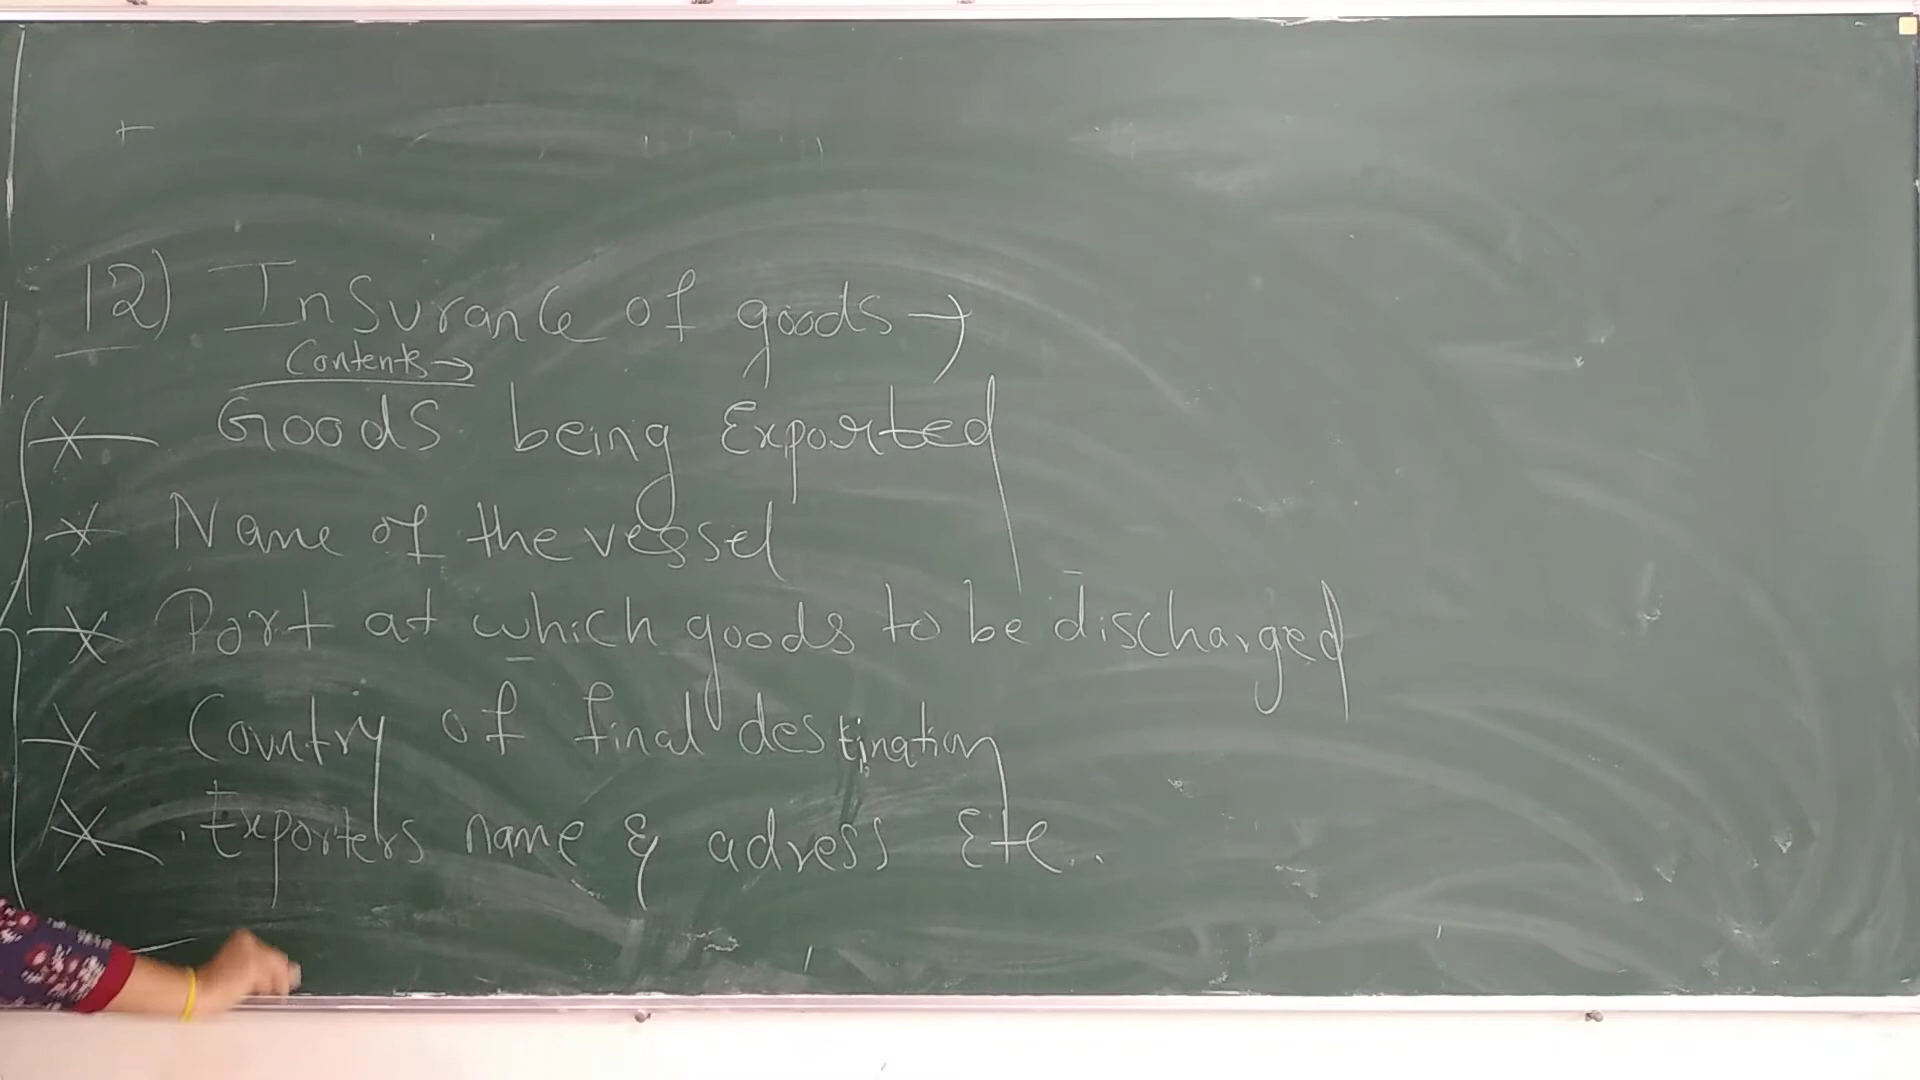 12) Insurance of goods →
Contents →
* Goods being Exported
* Name of the vessel
* Port at which goods to be discharged
* Country of final destination
* Exporters name & adress Etc..